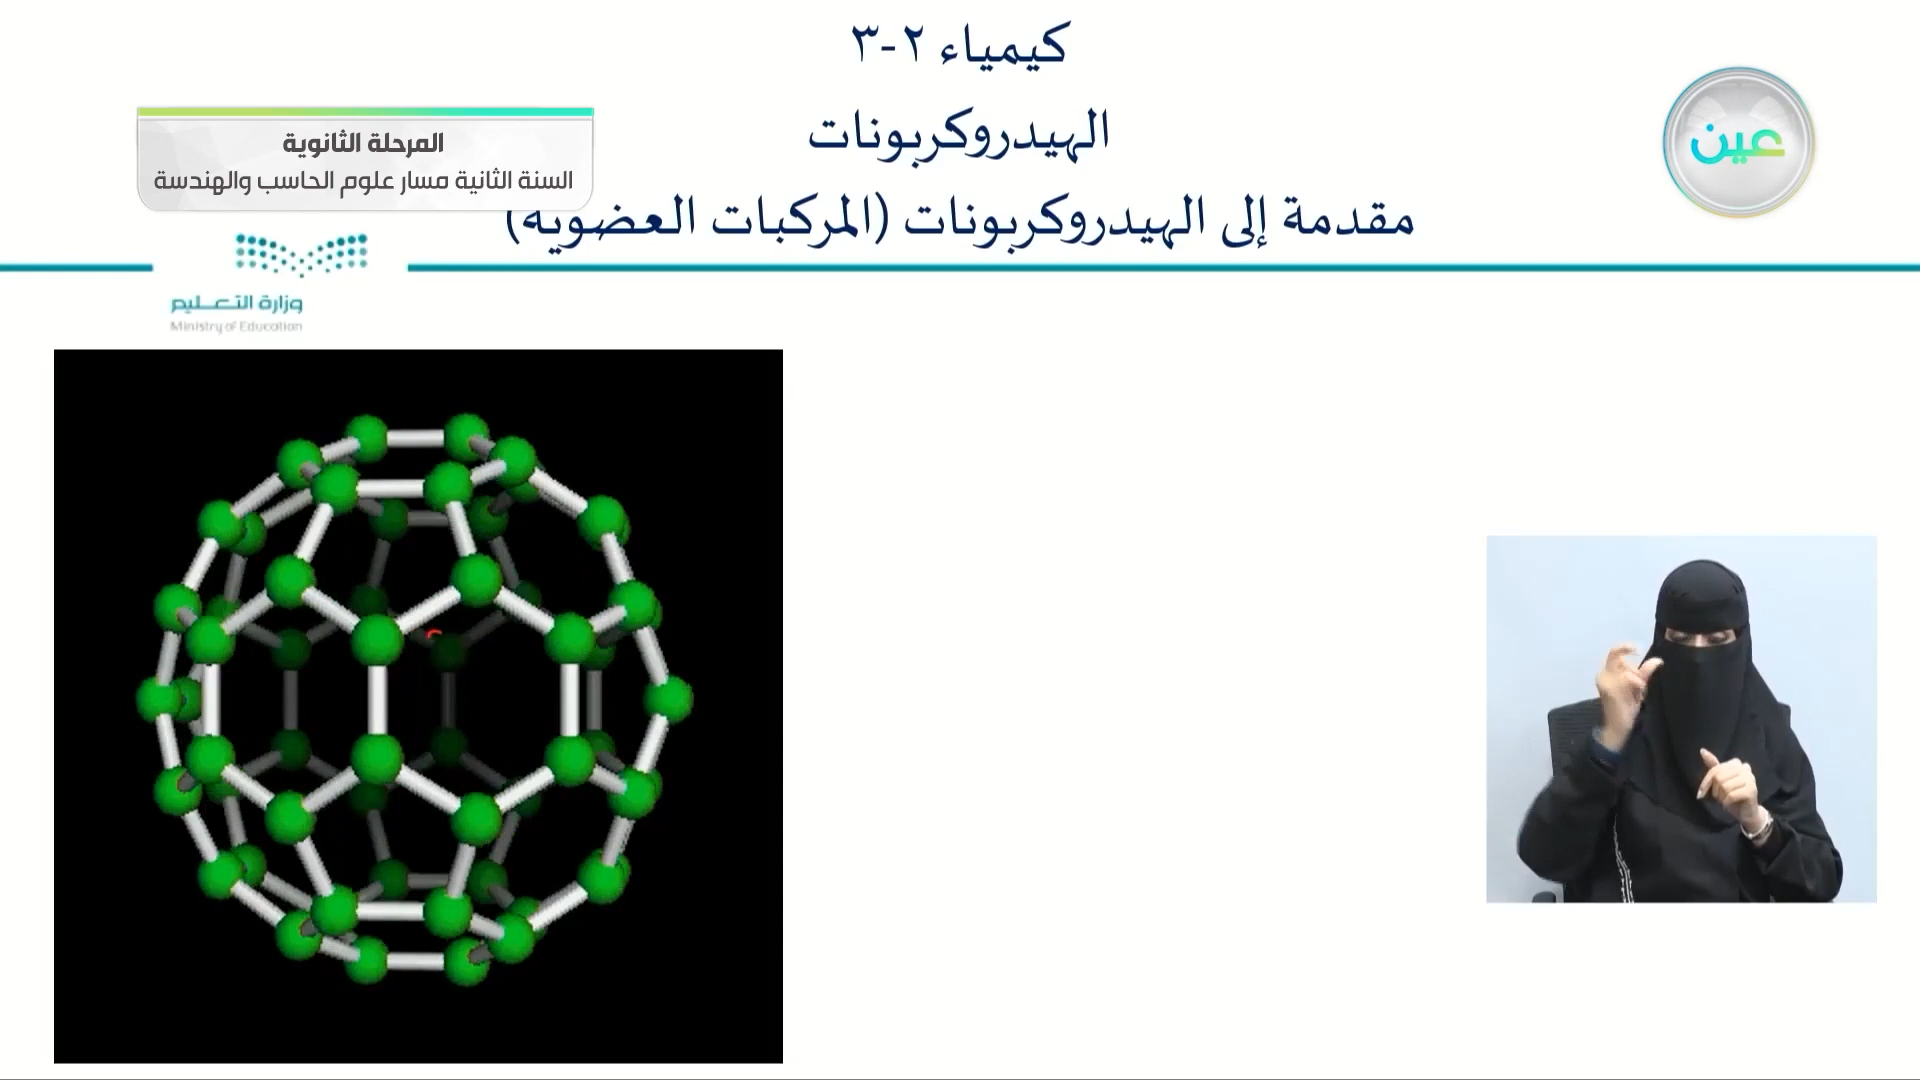 كيمياء ٢-٣
الهيدروكربونات
مقدمة إلى الهيدروكربونات (المركبات العضوية)
المرحلة الثانوية
السنة الثانية مسار علوم الحاسب والهندسة
عين
وزارة التعليم
Ministry of Education